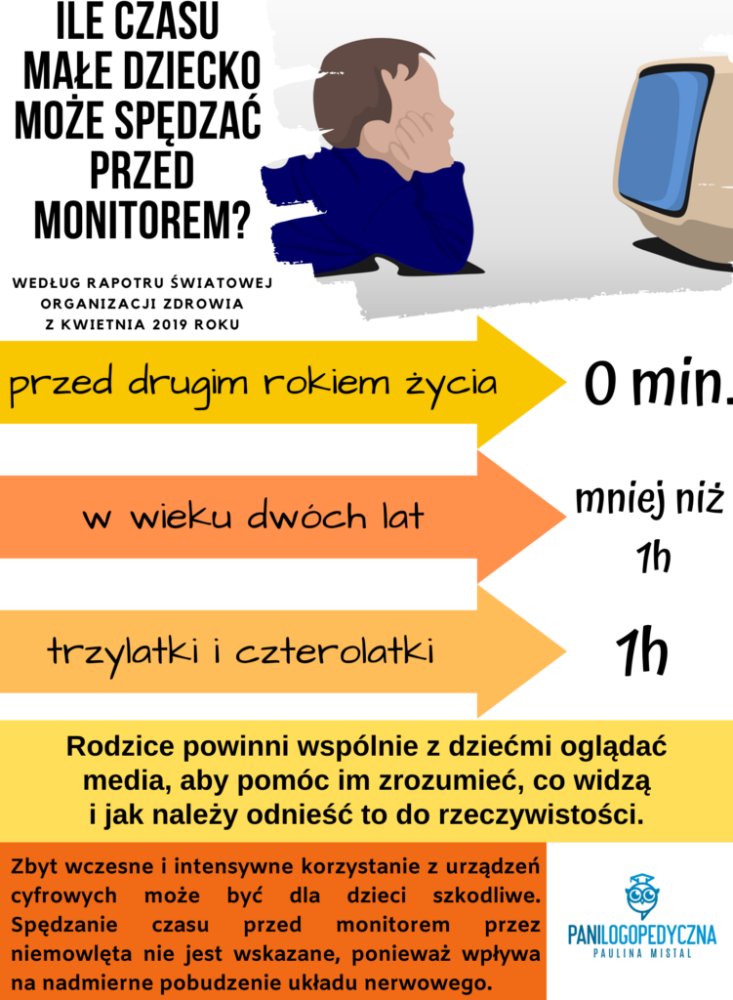 ILE CZASU
MAŁE DZIECKO
MOŻE SPĘDZAĆ
PRZED
MONITOREM?
WEDŁUG RAPOTRU ŚWIATOWEJ
ORGANIZACJI ZDROWIA
Z KWIETNIA 2019 ROKU
przed drugim rokiem życia
0 min.
w wieku dwóch lat
mniej niż
1h
trzylatki i czterolatki
1h
Rodzice powinni wspólnie z dziećmi oglądać
media, aby pomóc im zrozumieć, co widzą
i jak należy odnieść to do rzeczywistości.
Zbyt wczesne i intensywne korzystanie z urządzeń
cyfrowych może być dla dzieci szkodliwe.
Spędzanie czasu przed monitorem przez
niemowlęta nie jest wskazane, ponieważ wpływa
na nadmierne pobudzenie układu nerwowego.
PANILOGOPEDYCZNA
PAULINA MISTAL